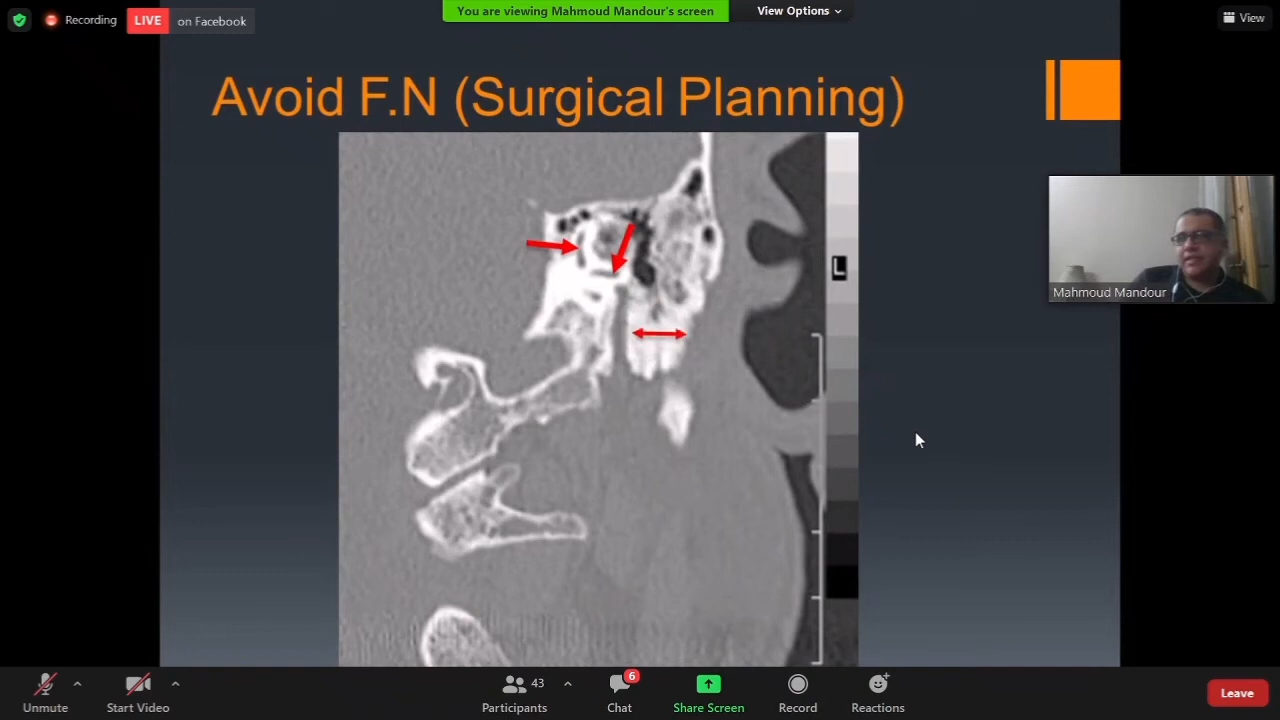 Recording
LIVE
on Facebook
You are viewing Mahmoud Mandour's screen
View Options
View
Avoid F.N (Surgical Planning)
L
Mahmoud Mandour
Unmute
Start Video
43
Participants
6
Chat
Share Screen
Record
Reactions
Leave